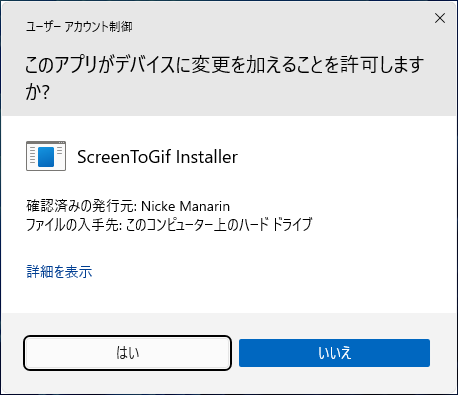 ユーザー アカウント制御
このアプリがデバイスに変更を加えることを許可します
か?
ScreenToGif Installer
確認済みの発行元: Nicke Manarin
ファイルの入手先: このコンピューター上のハード ドライブ
詳細を表示
はい
いいえ